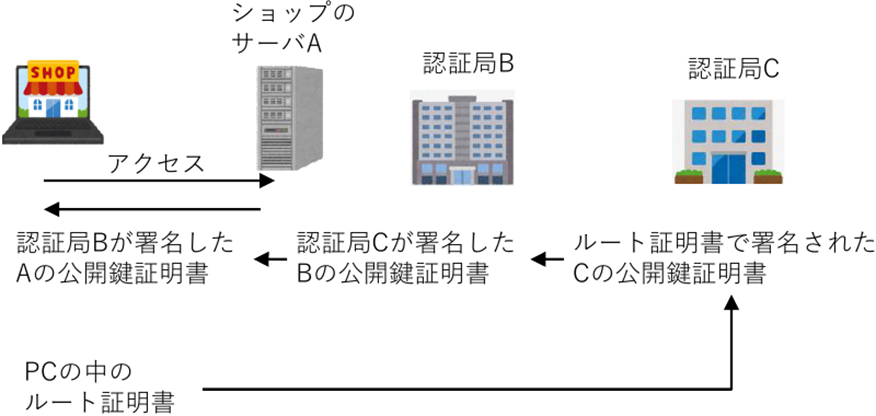 ショップの
サーバA
認証局B
認証局C
SHOP
アクセス
認証局Bが署名した
Aの公開鍵証明書
認証局Cが署名した
Bの公開鍵証明書
ルート証明書で署名された
Cの公開鍵証明書
PCの中の
ルート証明書